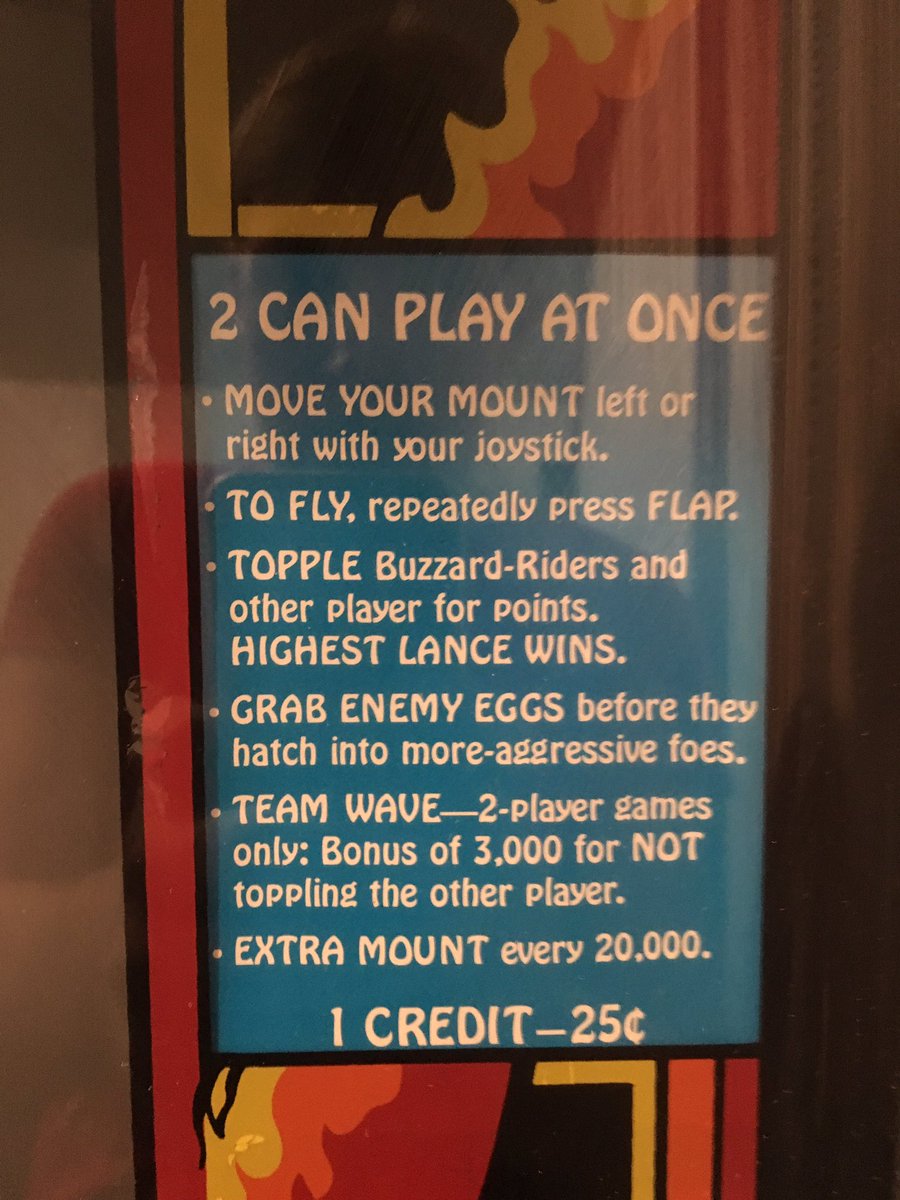 2 CAN PLAY AT ONCE
• MOVE YOUR MOUNT left or
right with your joystick.
• TO FLY, repeatedly press FLAP.
• TOPPLE Buzzard-Riders and
other player for points.
HIGHEST LANCE WINS.
• GRAB ENEMY EGGS before they
hatch into more-aggressive foes.
• TEAM WAVE—2-player games
only: Bonus of 3,000 for NOT
toppling the other player.
• EXTRA MOUNT every 20,000.
1 CREDIT—25¢